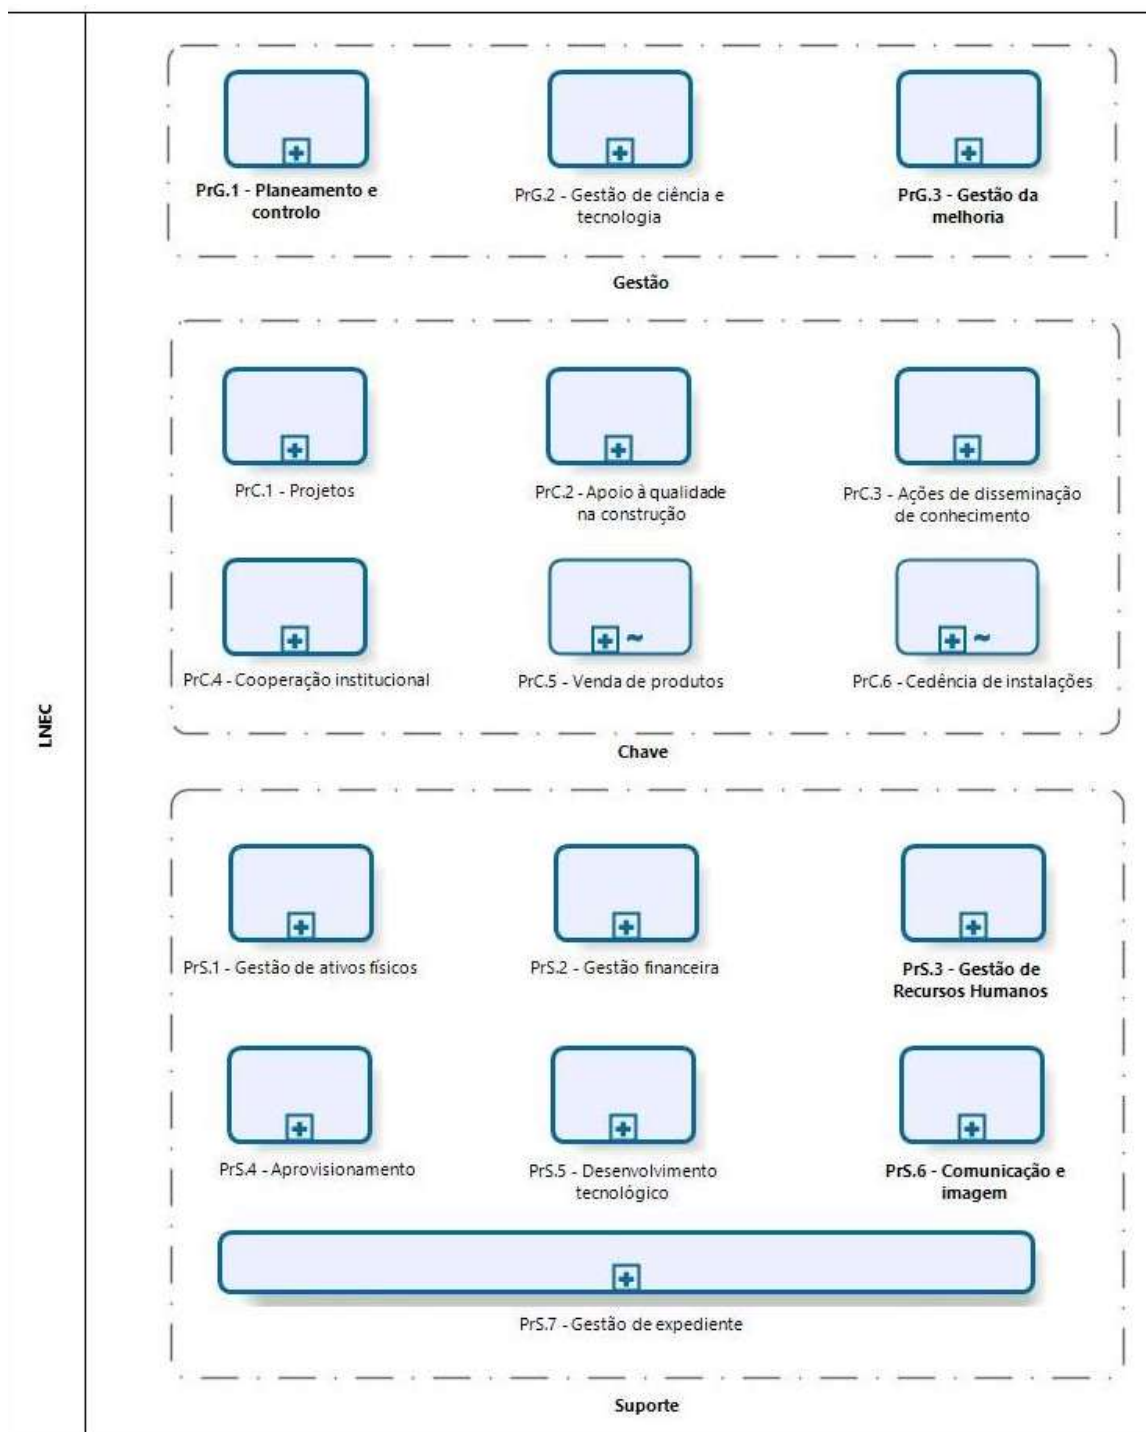 LNEC
PrG.1 - Planeamento e
controlo
PrG.2 - Gestão de ciência e
tecnologia
PrG.3 - Gestão da
melhoria
Gestão
PrC.1 - Projetos
PrC.2 - Apoio à qualidade
na construção
PrC.3 - Ações de disseminação
de conhecimento
PrC.4 - Cooperação institucional
PrC.5 - Venda de produtos
PrC.6 - Cedência de instalações
Chave
PrS.1 - Gestão de ativos físicos
PrS.2 - Gestão financeira
PrS.3 - Gestão de
Recursos Humanos
PrS.4 - Aprovisionamento
PrS.5 - Desenvolvimento
tecnológico
PrS.6 - Comunicação e
imagem
PrS.7 - Gestão de expediente
Suporte